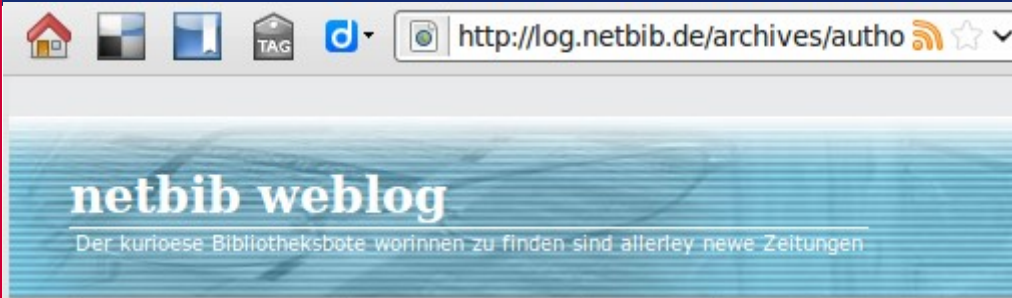 TAG
http://log.netbib.de/archives/autho
netbib weblog
Der kurioese Bibliotheksbote worinnen zu finden sind allerley newe Zeitungen